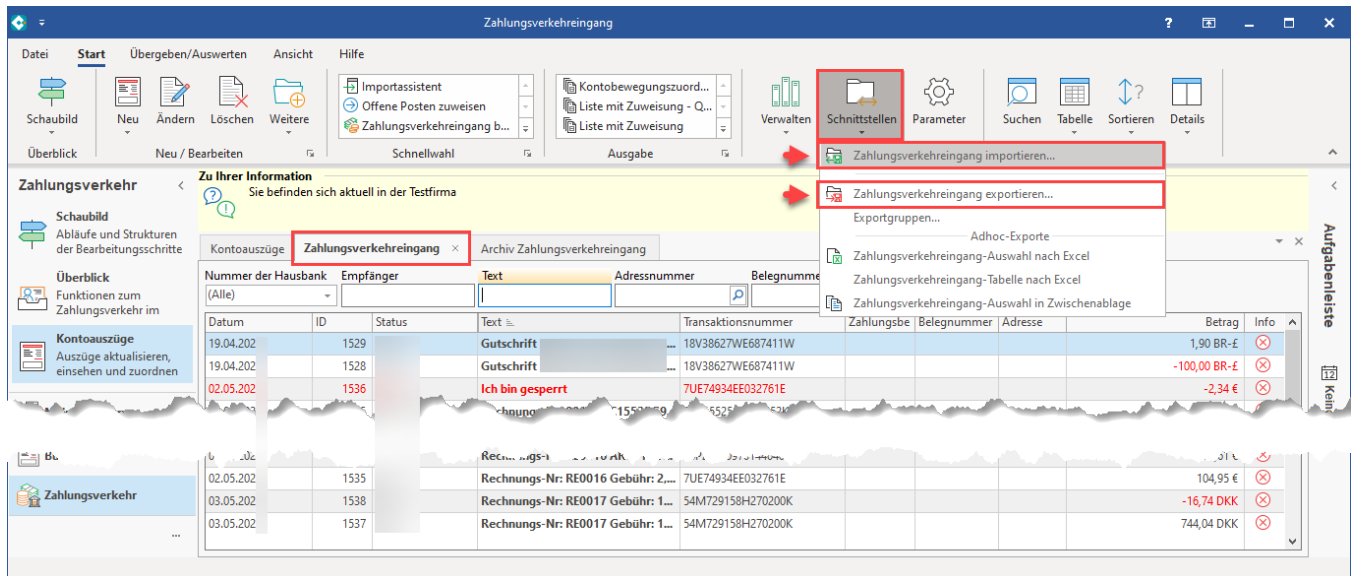 Zahlungsverkehreingang
?
Datei Start Übergeben/Auswerten Ansicht Hilfe
Schaubild
Neu
Ändern
Löschen
Weitere
Importassistent
Offene Posten zuweisen
Zahlungsverkehreingang b...
Kontobewegungszuord...
Liste mit Zuweisung - Q...
Liste mit Zuweisung
Verwalten
Schnittstellen
Parameter
Suchen
Tabelle
Sortieren
Details
Überblick
Neu / Bearbeiten
Schnellwahl
Ausgabe
Zahlungsverkehreingang importieren...
Zahlungsverkehreingang exportieren...
Exportgruppen...
Adhoc-Exporte
Zahlungsverkehreingang-Auswahl nach Excel
Zahlungsverkehreingang-Tabelle nach Excel
Zahlungsverkehreingang-Auswahl in Zwischenablage
Zahlungsverkehr
Schaubild
Abläufe und Strukturen
der Bearbeitungsschritte
Überblick
Funktionen zum
Zahlungsverkehr im
Kontoauszüge
Auszüge aktualisieren,
einsehen und zuordnen
Zahlungsverkehr
...
Zu Ihrer Information
Sie befinden sich aktuell in der Testfirma
Kontoauszüge Zahlungsverkehreingang × Archiv Zahlungsverkehreingang
Nummer der Hausbank Empfänger Text Adressnummer Belegnumme
(Alle)
Datum ID Status Text Transaktionsnummer Zahlungsbe Belegnummer Adresse Betrag Info
19.04.202 1529 Gutschrift ... 18V38627WE687411W 1,90 BR-£
19.04.202 1528 Gutschrift ... 18V38627WE687411W -100,00 BR-£
02.05.202 1536 Ich bin gesperrt 7UE74934EE032761E -2,34 €
02.05.202 1535 Rechnungs-Nr: RE0016 Gebühr: 2,... 7UE74934EE032761E 104,95 €
03.05.202 1538 Rechnungs-Nr: RE0017 Gebühr: 1... 54M729158H270200K -16,74 DKK
03.05.202 1537 Rechnungs-Nr: RE0017 Gebühr: 1... 54M729158H270200K 744,04 DKK
Aufgabenleiste
12